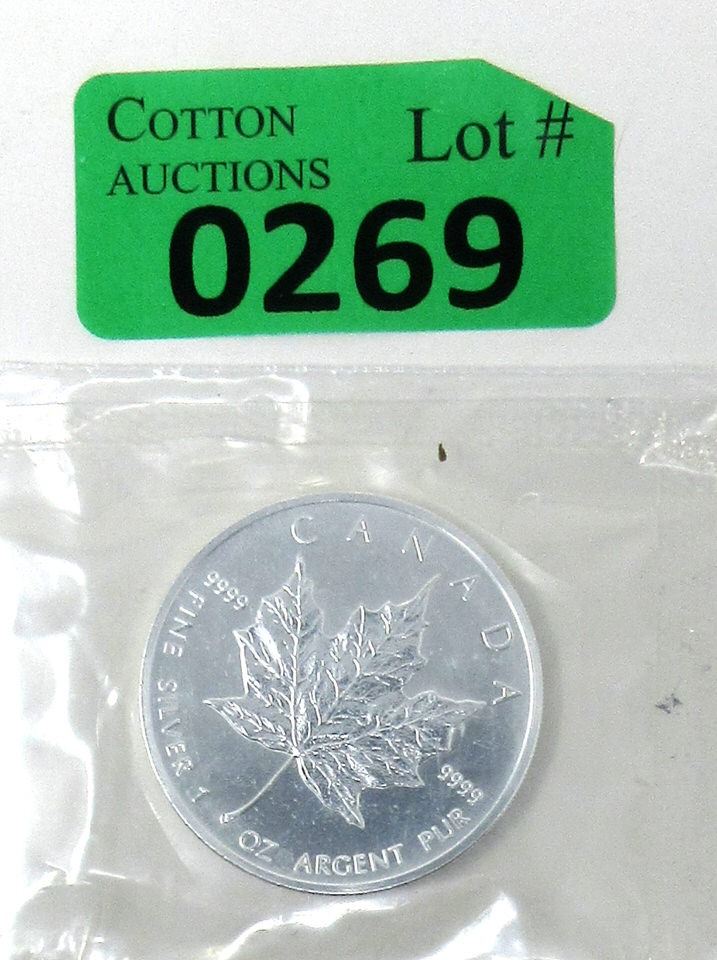 COTTON
AUCTIONS
Lot #
0269
CANADA
9999
FINE SILVER 1 OZ ARGENT PUR
9999